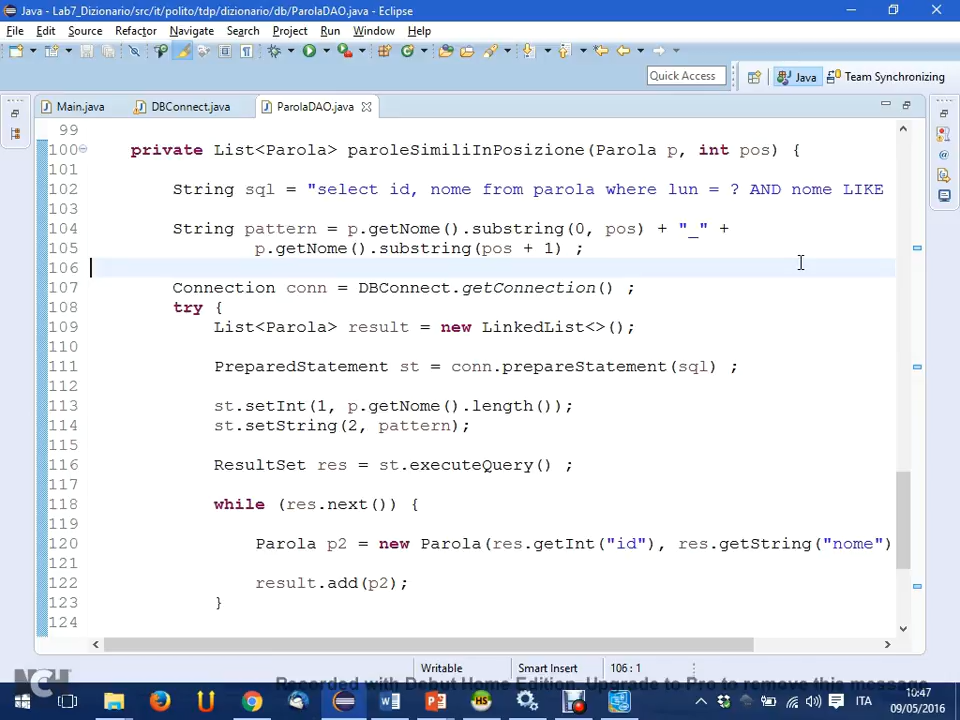 Java - Lab7_Dizionario/src/it/polito/tdp/dizionario/db/ParolaDAO.java - Eclipse
File Edit Source Refactor Navigate Search Project Run Window Help
Quick Access
Java
Team Synchronizing
Main.java
DBConnect.java
ParolaDAO.java
99
100 private List<Parola> paroleSimiliInPosizione(Parola p, int pos) {
101
102 String sql = "select id, nome from parola where lun = ? AND nome LIKE
103
104 String pattern = p.getNome().substring(0, pos) + "_" +
105 p.getNome().substring(pos + 1) ;
106
107 Connection conn = DBConnect.getConnection() ;
108 try {
109 List<Parola> result = new LinkedList<>();
110
111 PreparedStatement st = conn.prepareStatement(sql) ;
112
113 st.setInt(1, p.getNome().length());
114 st.setString(2, pattern);
115
116 ResultSet res = st.executeQuery() ;
117
118 while (res.next()) {
119
120 Parola p2 = new Parola(res.getInt("id"), res.getString("nome")
121
122 result.add(p2);
123 }
124
Writable
Smart Insert
106 : 1
NCH
Recorded with Debut Home Edition. Upgrade to Pro to remove this message
HS
ITA
10:47
09/05/2016